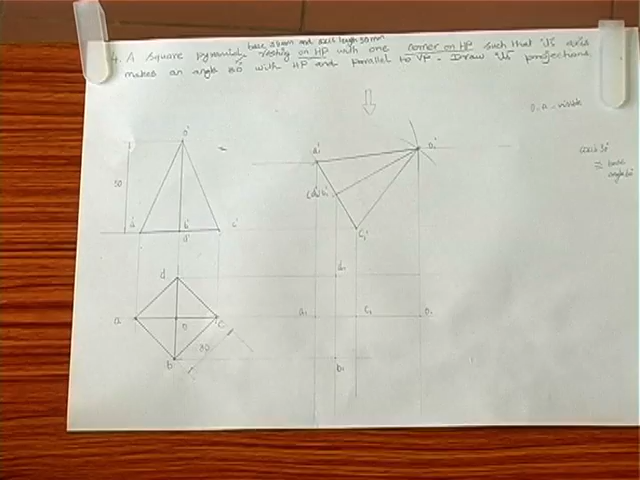 base 30mm and axis length 50mm
4. A square pyramid, resting on HP with one corner on HP such that its axis
makes an angle 30° with HP and parallel to VP. Draw its projections.
O, a - visible
axis 30°
= base
angle 60
o'
a1'
o1'
50
c1'
a'
b'
c'
d'
d
d1
a
o
c
a1
c1
o1
30
b
b1